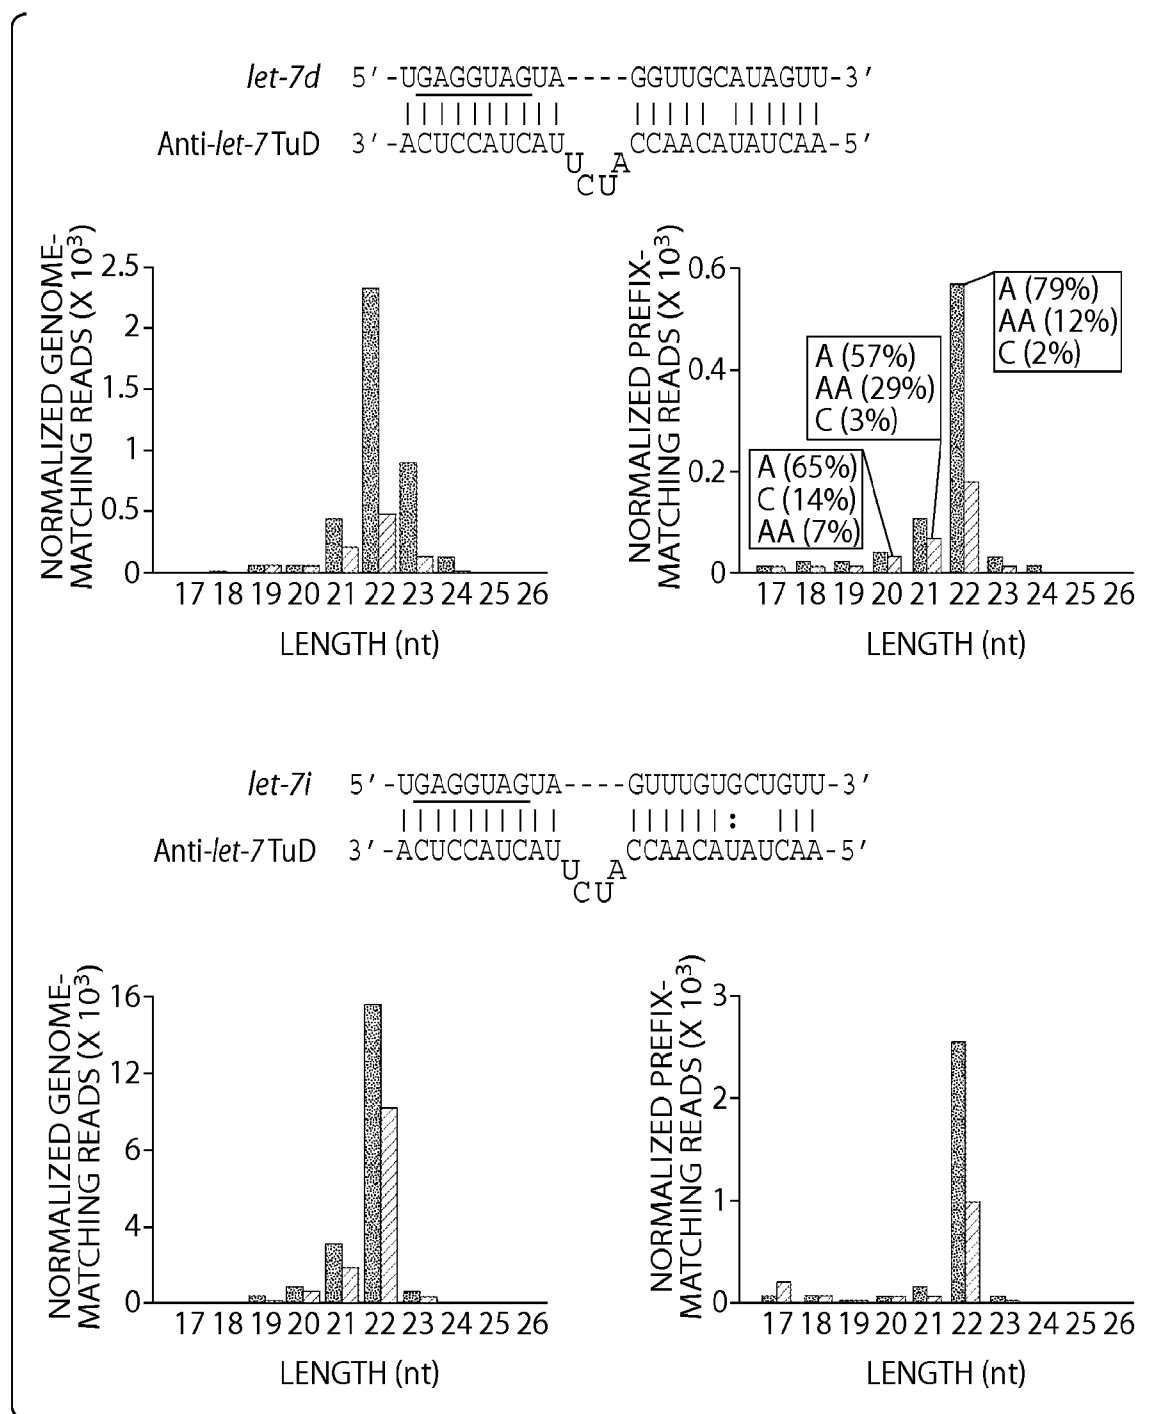 let-7d 5′-UGAGGUAGUA----GGUUGCAUAGUU-3′
Anti-let-7 TuD 3′-ACUCCAUCAU CCAACAUAUCAA-5′
U A
CU
NORMALIZED GENOME-
MATCHING READS (X 10³)
2.5
2
1.5
1
0.5
0
17 18 19 20 21 22 23 24 25 26
LENGTH (nt)
NORMALIZED PREFIX-
MATCHING READS (X 10³)
0.6
0.4
0.2
0
A (79%)
AA (12%)
C (2%)
A (57%)
AA (29%)
C (3%)
A (65%)
C (14%)
AA (7%)
17 18 19 20 21 22 23 24 25 26
LENGTH (nt)
let-7i 5′-UGAGGUAGUA----GUUUGUGCUGUU-3′
Anti-let-7 TuD 3′-ACUCCAUCAU CCAACAUAUCAA-5′
U A
CU
NORMALIZED GENOME-
MATCHING READS (X 10³)
16
12
6
4
0
17 18 19 20 21 22 23 24 25 26
LENGTH (nt)
NORMALIZED PREFIX-
MATCHING READS (X 10³)
3
2
1
0
17 18 19 20 21 22 23 24 25 26
LENGTH (nt)